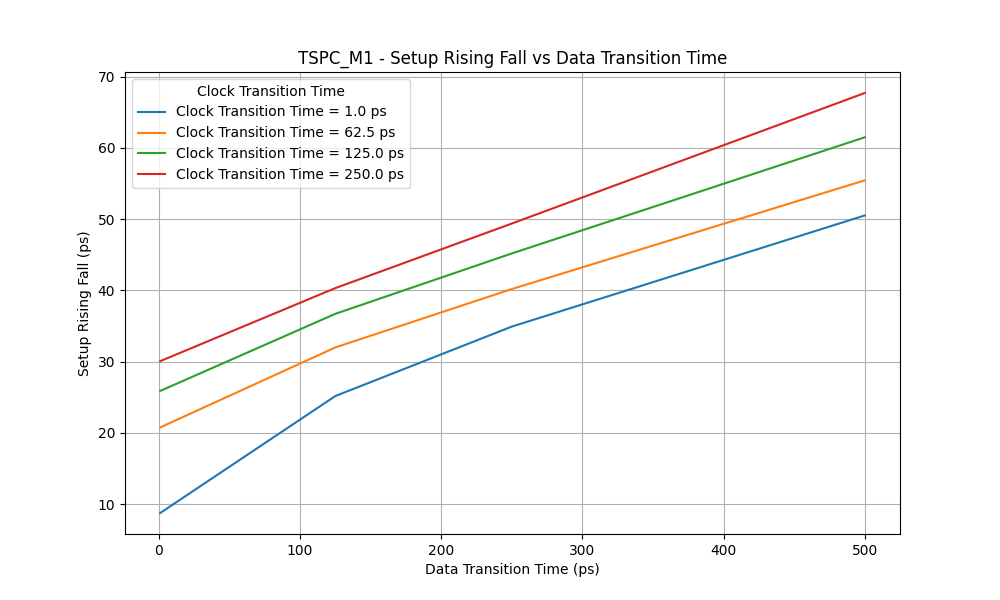 TSPC_M1 - Setup Rising Fall vs Data Transition Time
Clock Transition Time
Clock Transition Time = 1.0 ps
Clock Transition Time = 62.5 ps
Clock Transition Time = 125.0 ps
Clock Transition Time = 250.0 ps
Setup Rising Fall (ps)
70
60
50
40
30
20
10
0 100 200 300 400 500
Data Transition Time (ps)